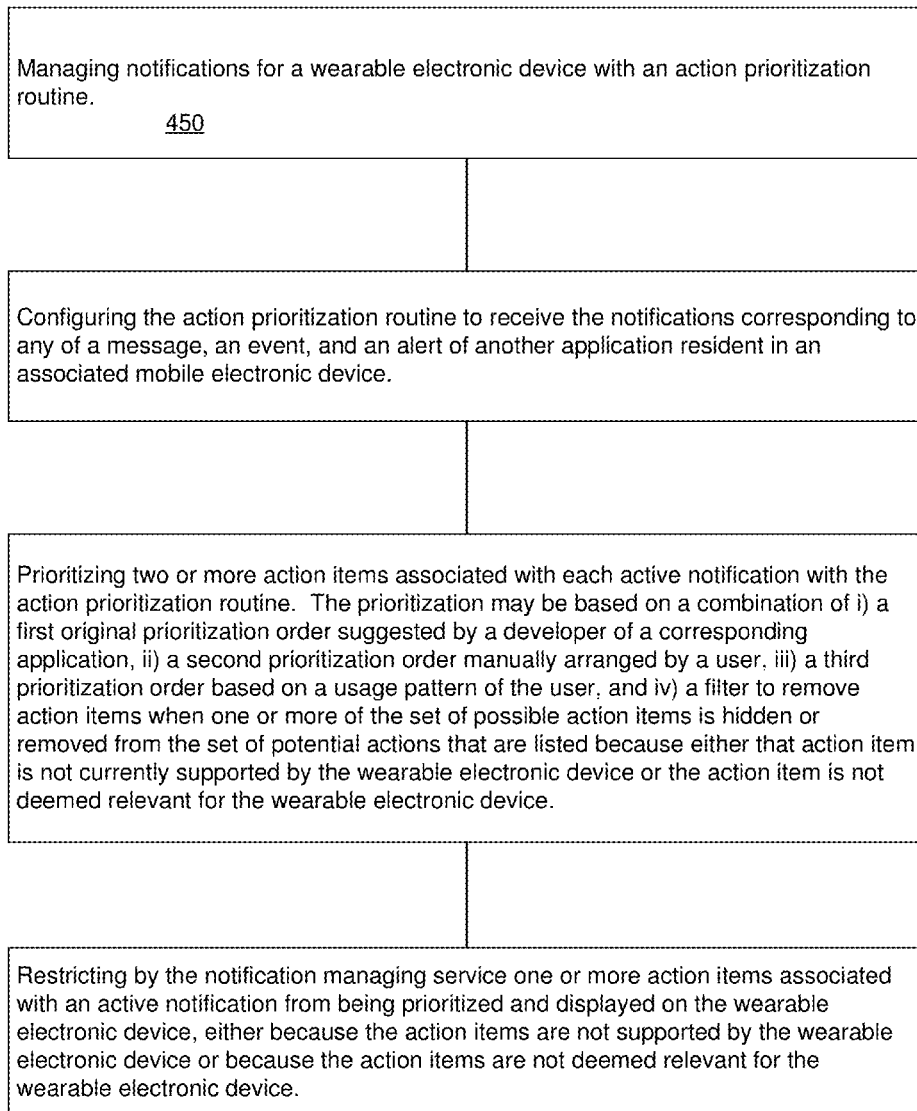 Managing notifications for a wearable electronic device with an action prioritization
routine.
450
Configuring the action prioritization routine to receive the notifications corresponding to
any of a message, an event, and an alert of another application resident in an
associated mobile electronic device.
Prioritizing two or more action items associated with each active notification with the
action prioritization routine. The prioritization may be based on a combination of i) a
first original prioritization order suggested by a developer of a corresponding
application, ii) a second prioritization order manually arranged by a user, iii) a third
prioritization order based on a usage pattern of the user, and iv) a filter to remove
action items when one or more of the set of possible action items is hidden or
removed from the set of potential actions that are listed because either that action item
is not currently supported by the wearable electronic device or the action item is not
deemed relevant for the wearable electronic device.
Restricting by the notification managing service one or more action items associated
with an active notification from being prioritized and displayed on the wearable
electronic device, either because the action items are not supported by the wearable
electronic device or because the action items are not deemed relevant for the
wearable electronic device.